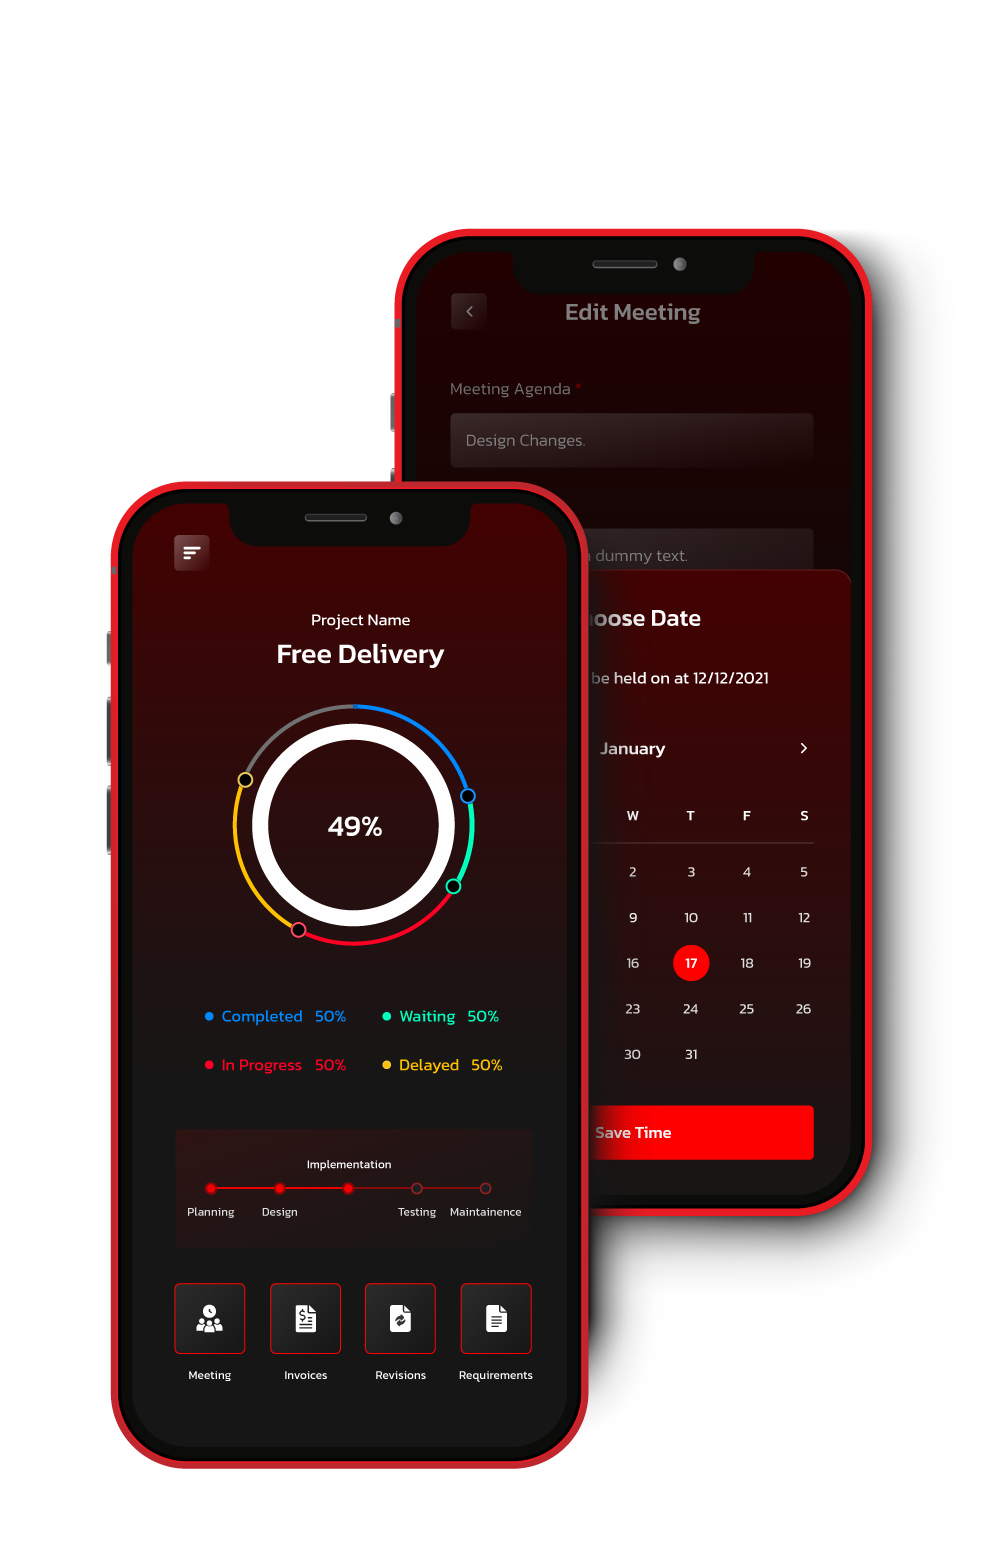 Edit Meeting
Meeting Agenda *
Design Changes.
dummy text.
Date
be held on at 12/12/2021
January
W T F S
2 3 4 5
9 10 11 12
16 17 18 19
23 24 25 26
30 31
Save Time
Project Name
Free Delivery
49%
Completed 50% Waiting 50%
In Progress 50% Delayed 50%
Implementation
Planning Design Testing Maintainence
Meeting Invoices Revisions Requirements